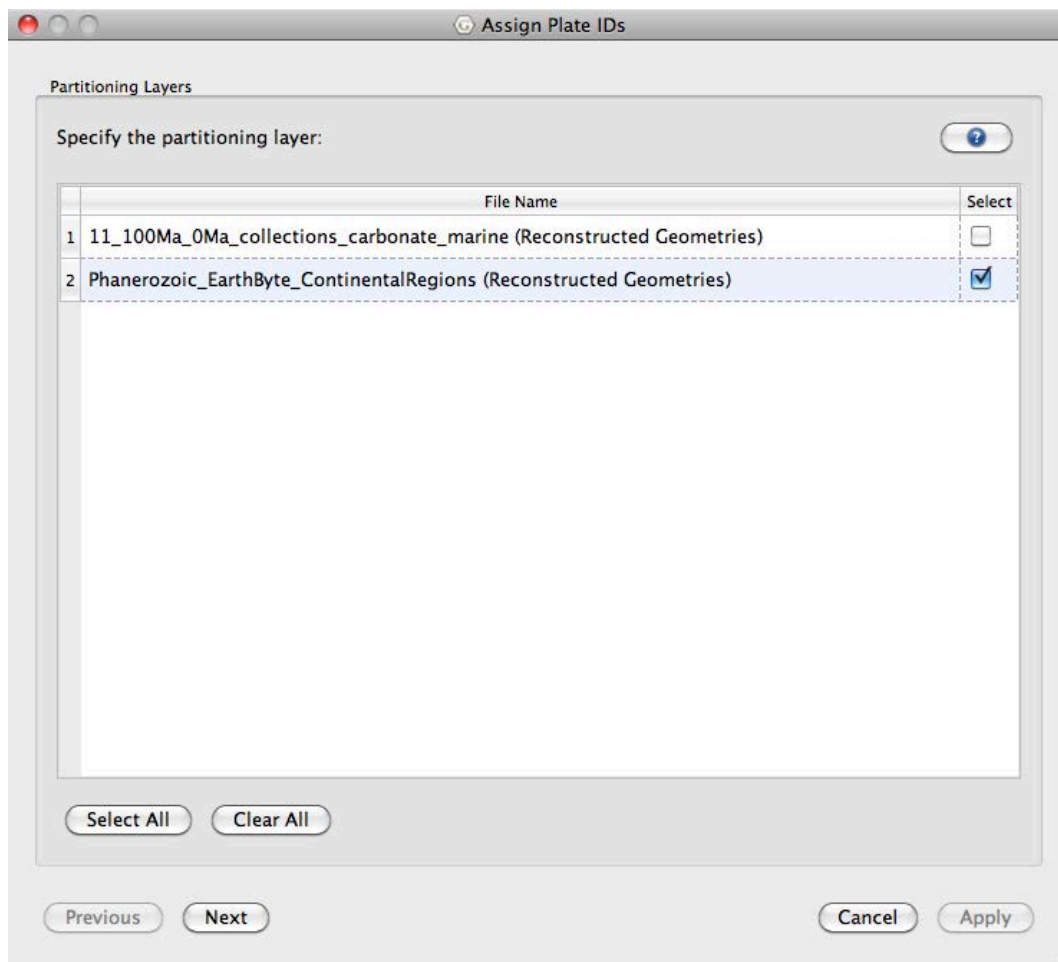 Assign Plate IDs
Partitioning Layers
Specify the partitioning layer:
?
File Name Select
1 11_100Ma_0Ma_collections_carbonate_marine (Reconstructed Geometries)
2 Phanerozoic_EarthByte_ContinentalRegions (Reconstructed Geometries)
Select All Clear All
Previous Next Cancel Apply